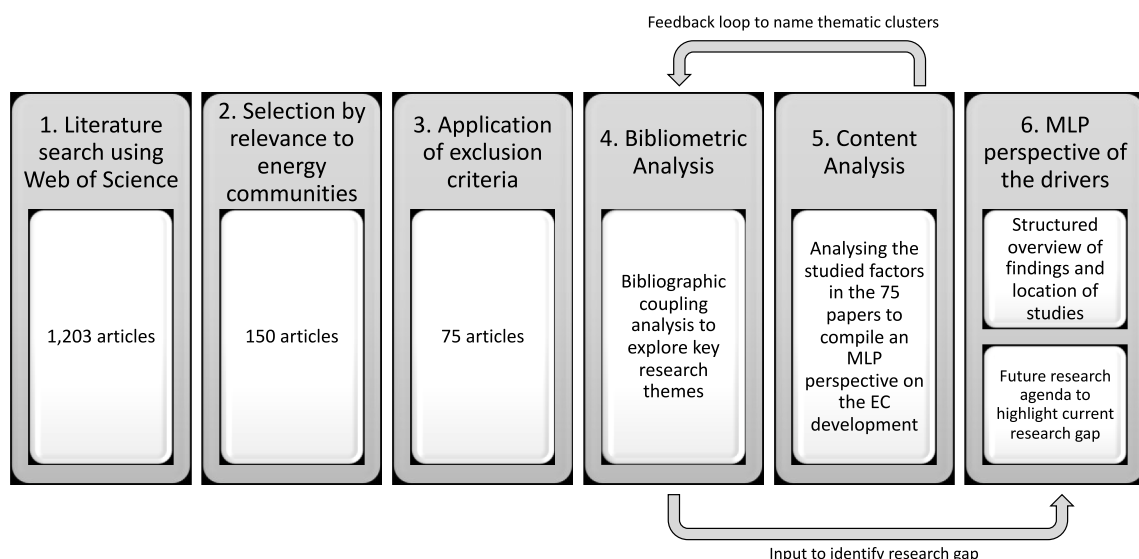 Feedback loop to name thematic clusters
1. Literature
search using
Web of Science
1,203 articles
2. Selection by
relevance to
energy
communities
150 articles
3. Application
of exclusion
criteria
75 articles
4. Bibliometric
Analysis
Bibliographic
coupling
analysis to
explore key
research
themes
5. Content
Analysis
Analysing the
studied factors
in the 75
papers to
compile an
MLP
perspective on
the EC
development
6. MLP
perspective of
the drivers
Structured
overview of
findings and
location of
studies
Future research
agenda to
highlight current
research gap
Input to identify research gap